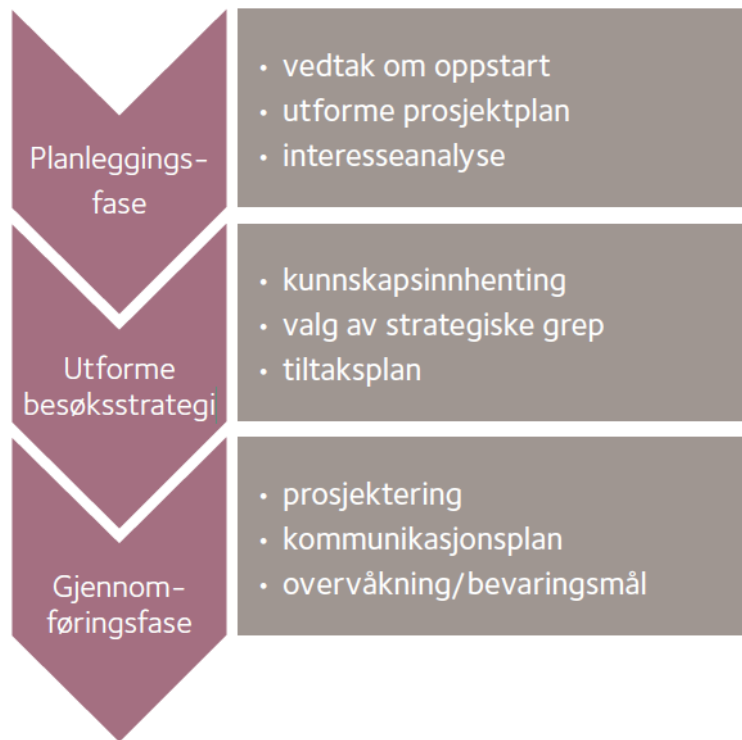 Planleggings-
fase
• vedtak om oppstart
• utforme prosjektplan
• interesseanalyse
Utforme
besøksstrategi
• kunnskapsinnhenting
• valg av strategiske grep
• tiltaksplan
Gjennom-
føringsfase
• prosjektering
• kommunikasjonsplan
• overvåkning/bevaringsmål